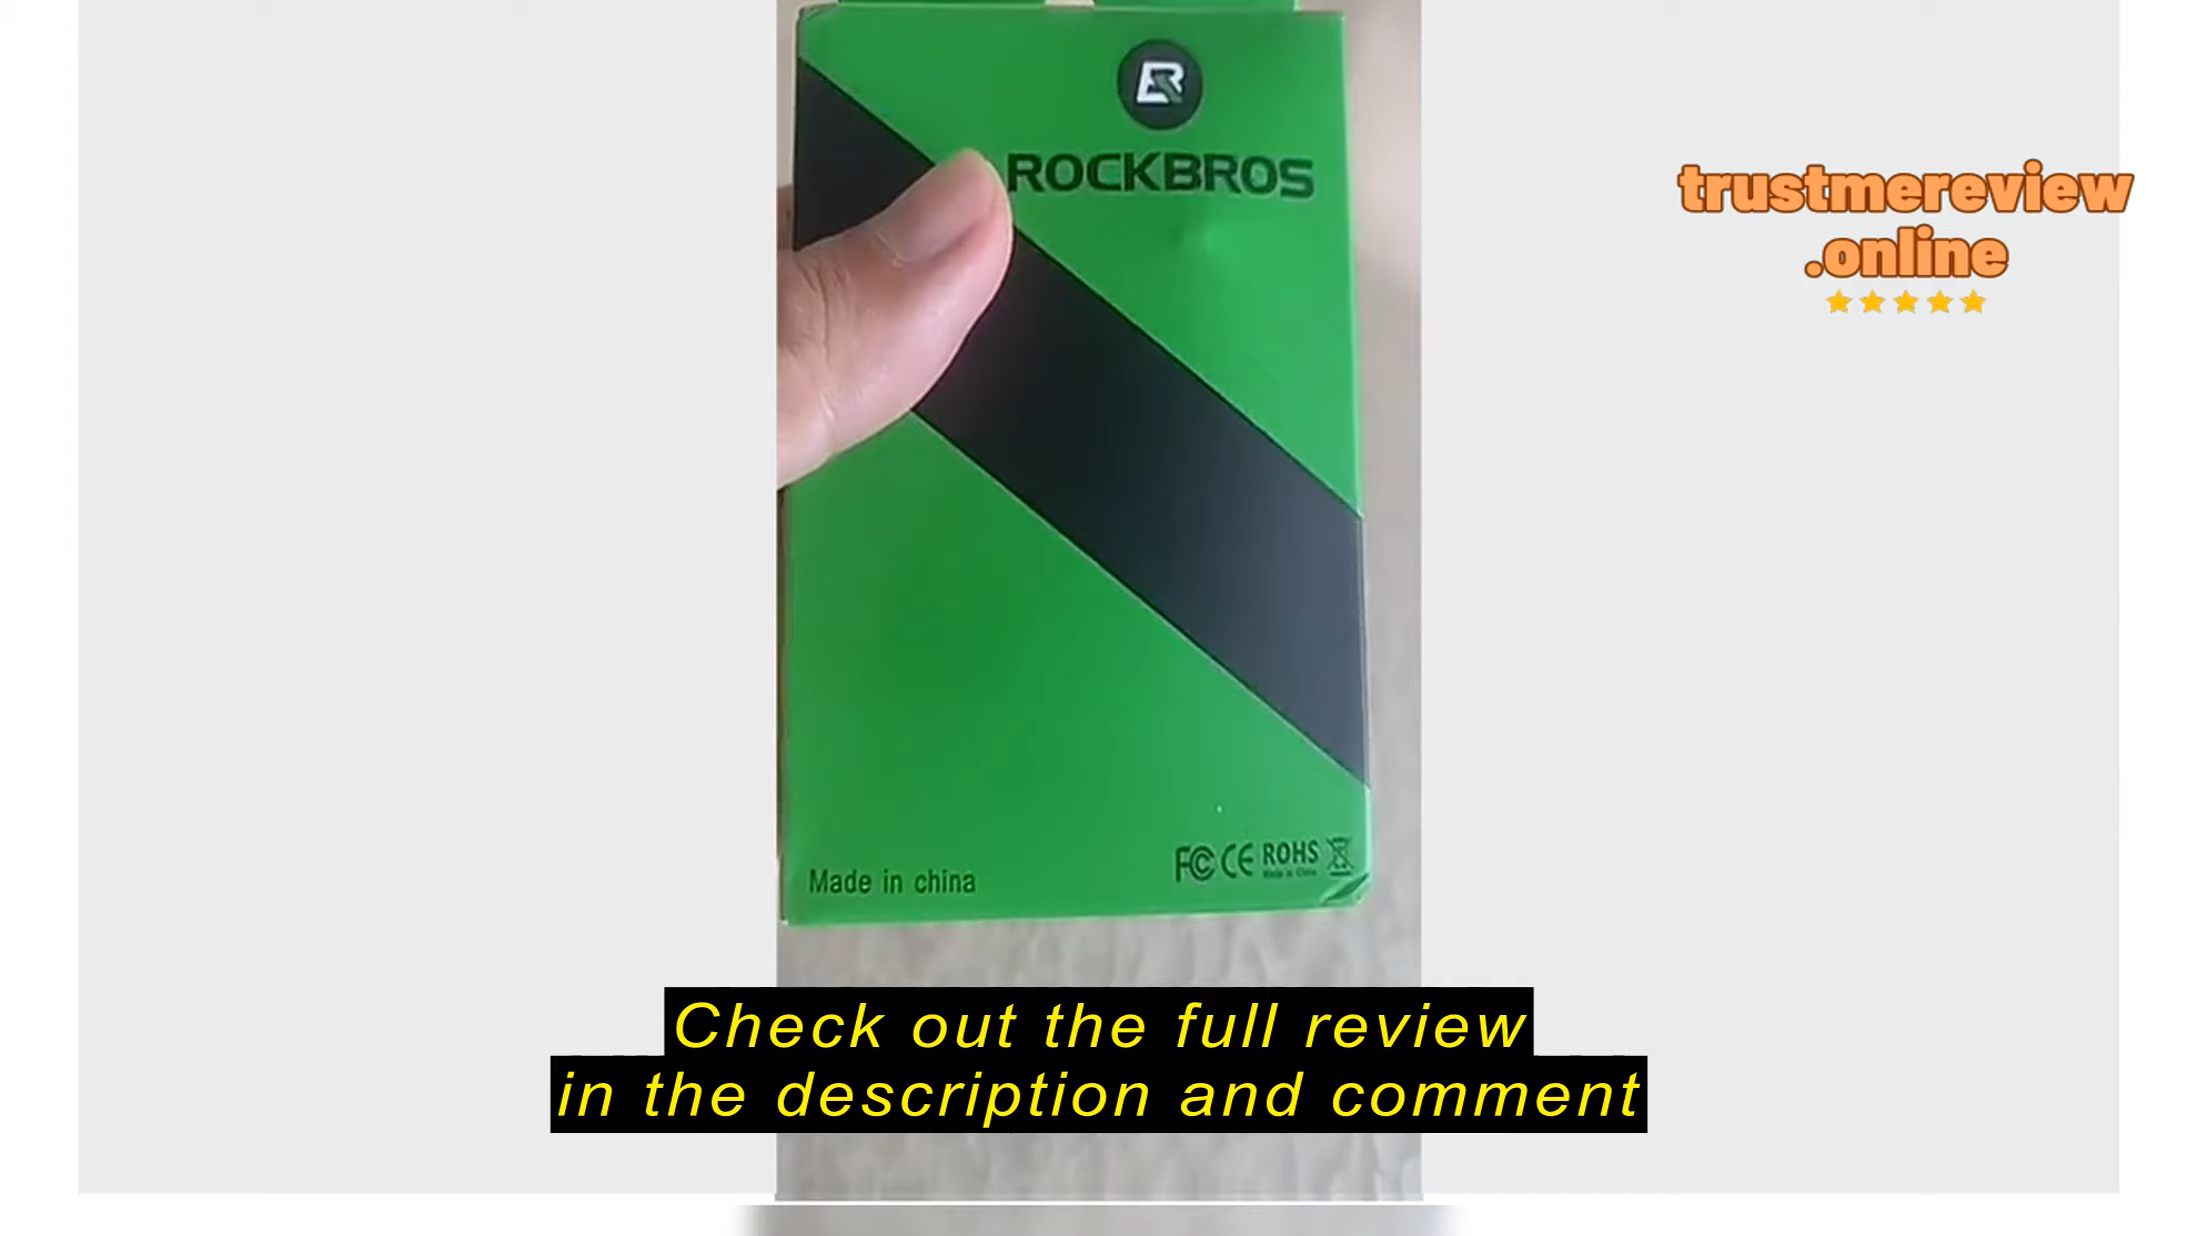 ROCKBROS
trustmereview
.online
Made in china
FC CE ROHS
Check out the full review
in the description and comment